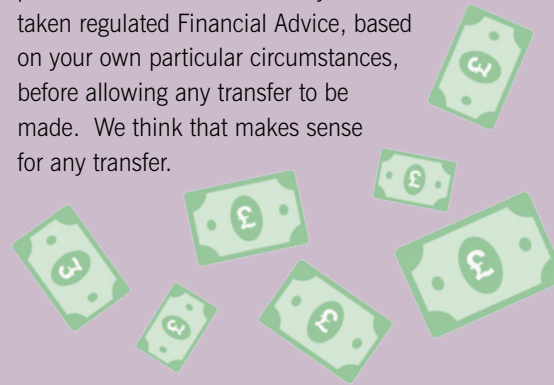 taken regulated Financial Advice, based
on your own particular circumstances,
before allowing any transfer to be
made.  We think that makes sense
for any transfer.
£
£
£
£
£
£
£